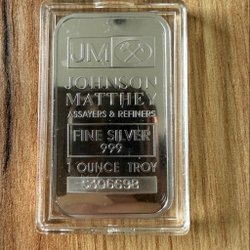 JM
JOHNSON
MATTHEY
ASSAYERS & REFINERS
FINE SILVER
999
1 OUNCE TROY